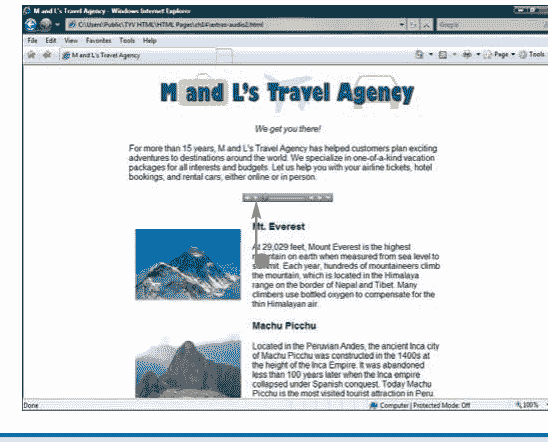 M and L's Travel Agency - Windows Internet Explorer
C:\Users\Public\TYV HTML\HTML Pages\ch14\extras-audio2.html
Google
File Edit View Favorites Tools Help
M and L's Travel Agency
Page Tools
M and L's Travel Agency
We get you there!
For more than 15 years, M and L's Travel Agency has helped customers plan exciting
adventures to destinations around the world. We specialize in one-of-a-kind vacation
packages for all interests and budgets. Let us help you with your airline tickets, hotel
bookings, and rental cars, either online or in person.
Mt. Everest
At 29,029 feet, Mount Everest is the highest
mountain on earth when measured from sea level to
summit. Each year, hundreds of mountaineers climb
the mountain, which is located in the Himalaya
range on the border of Nepal and Tibet. Many
climbers use bottled oxygen to compensate for the
thin Himalayan air.
Machu Picchu
Located in the Peruvian Andes, the ancient Inca city
of Machu Picchu was constructed in the 1400s at
the height of the Inca Empire. It was abandoned
less than 100 years later when the Inca empire
collapsed under Spanish conquest. Today Machu
Picchu is the most visited tourist attraction in Peru.
Done
Computer | Protected Mode: Off
100%